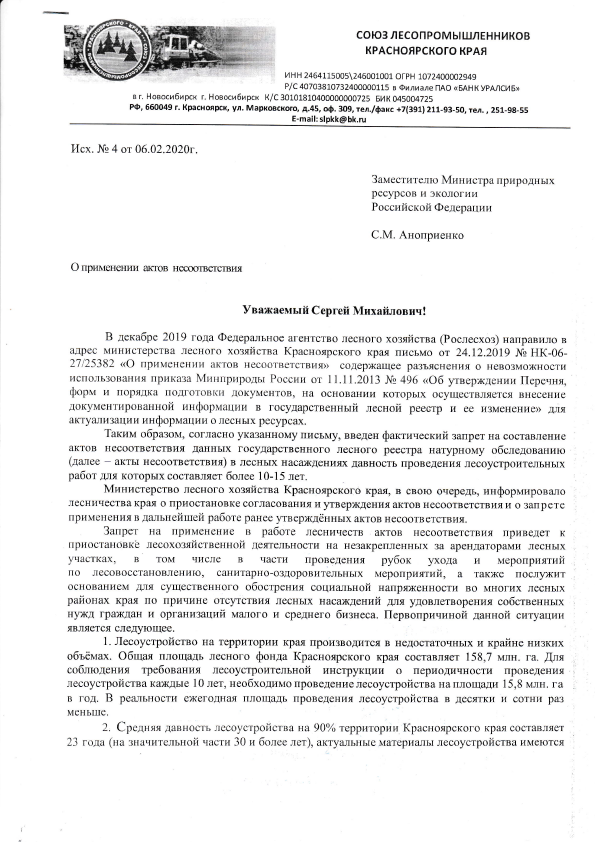 СОЮЗ ЛЕСОПРОМЫШЛЕННИКОВ
КРАСНОЯРСКОГО КРАЯ
ИНН 2464115005\246001001 ОГРН 1072400002949
Р/С 40703810732400000115 в Филиале ПАО «БАНК УРАЛСИБ»
в г. Новосибирск г. Новосибирск К/С 30101810400000000725 БИК 045004725
РФ, 660049 г. Красноярск, ул. Марковского, д.45, оф. 309, тел./факс +7(391) 211-93-50, тел. , 251-98-55
E-mail: slpkk@bk.ru
Исх. № 4 от 06.02.2020г.
Заместителю Министра природных
ресурсов и экологии
Российской Федерации
С.М. Аноприенко
О применении актов несоответствия
Уважаемый Сергей Михайлович!
В декабре 2019 года Федеральное агентство лесного хозяйства (Рослесхоз) направило в
адрес министерства лесного хозяйства Красноярского края письмо от 24.12.2019 № НК-06-
27/25382 «О применении актов несоответствия» содержащее разъяснения о невозможности
использования приказа Минприроды России от 11.11.2013 № 496 «Об утверждении Перечня,
форм и порядка подготовки документов, на основании которых осуществляется внесение
документированной информации в государственный лесной реестр и ее изменение» для
актуализации информации о лесных ресурсах.
Таким образом, согласно указанному письму, введен фактический запрет на составление
актов несоответствия данных государственного лесного реестра натурному обследованию
(далее – акты несоответствия) в лесных насаждениях давность проведения лесоустроительных
работ для которых составляет более 10-15 лет.
Министерство лесного хозяйства Красноярского края, в свою очередь, информировало
лесничества края о приостановке согласования и утверждения актов несоответствия и о запрете
применения в дальнейшей работе ранее утверждённых актов несоответствия.
Запрет на применение в работе лесничеств актов несоответствия приведет к
приостановке лесохозяйственной деятельности на незакрепленных за арендаторами лесных
участках, в том числе в части проведения рубок ухода и мероприятий
по лесовосстановлению, санитарно-оздоровительных мероприятий, а также послужит
основанием для существенного обострения социальной напряженности во многих лесных
районах края по причине отсутствия лесных насаждений для удовлетворения собственных
нужд граждан и организаций малого и среднего бизнеса. Первопричиной данной ситуации
является следующее.
1. Лесоустройство на территории края производится в недостаточных и крайне низких
объёмах. Общая площадь лесного фонда Красноярского края составляет 158,7 млн. га. Для
соблюдения требования лесоустроительной инструкции о периодичности проведения
лесоустройства каждые 10 лет, необходимо проведение лесоустройства на площади 15,8 млн. га
в год. В реальности ежегодная площадь проведения лесоустройства в десятки и сотни раз
меньше.
2. Средняя давность лесоустройства на 90% территории Красноярского края составляет
23 года (на значительной части 30 и более лет), актуальные материалы лесоустройства имеются